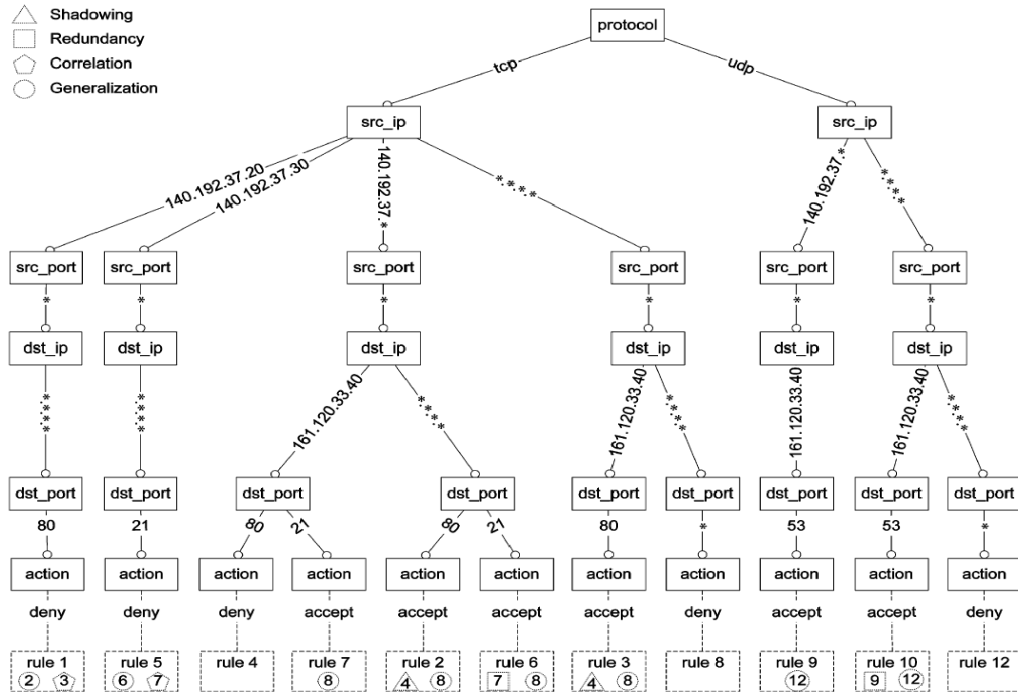 Shadowing
Redundancy
Correlation
Generalization
protocol
tcp udp
src_ip src_ip
140.192.37.20 140.192.37.30 140.192.37.* *.*.*.* 140.192.37.* *.*.*.*
src_port src_port src_port src_port src_port src_port
* * * * * *
dst_ip dst_ip dst_ip dst_ip dst_ip dst_ip
*.*.*.* *.*.*.* 161.120.33.40 *.*.*.* 161.120.33.40 *.*.*.* 161.120.33.40 161.120.33.40 *.*.*.*
dst_port dst_port dst_port dst_port dst_port dst_port dst_port dst_port dst_port
80 21 80 21 80 21 80 * 53 53 *
action action action action action action action action action action action
deny deny deny accept accept accept accept deny accept accept deny
rule 1 rule 5 rule 4 rule 7 rule 2 rule 6 rule 3 rule 8 rule 9 rule 10 rule 12
2 3 6 7 8 4 8 7 8 4 8 12 9 12